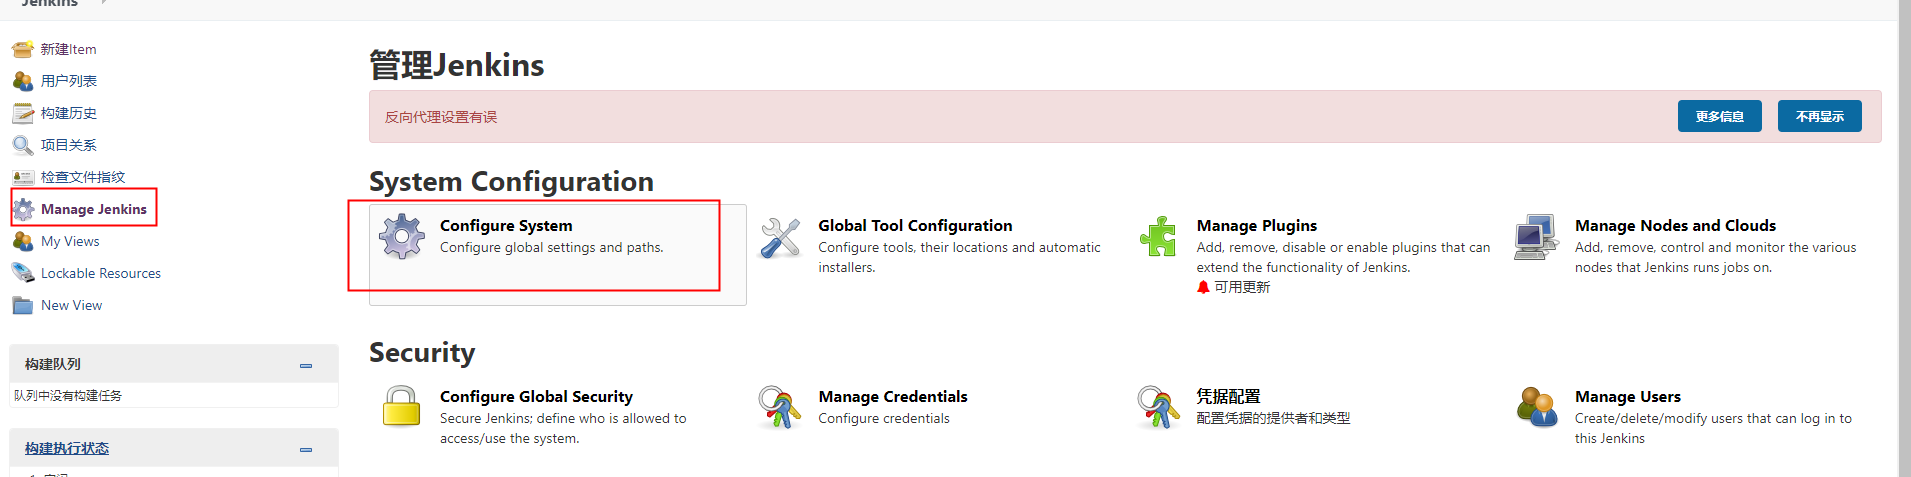 Jenkins
新建Item
用户列表
构建历史
项目关系
检查文件指纹
Manage Jenkins
My Views
Lockable Resources
New View
构建队列
队列中没有构建任务
构建执行状态
管理Jenkins
反向代理设置有误
更多信息
不再显示
System Configuration
Configure System
Configure global settings and paths.
Global Tool Configuration
Configure tools, their locations and automatic
installers.
Manage Plugins
Add, remove, disable or enable plugins that can
extend the functionality of Jenkins.
可用更新
Manage Nodes and Clouds
Add, remove, control and monitor the various
nodes that Jenkins runs jobs on.
Security
Configure Global Security
Secure Jenkins; define who is allowed to
access/use the system.
Manage Credentials
Configure credentials
凭据配置
配置凭据的提供者和类型
Manage Users
Create/delete/modify users that can log in to
this Jenkins